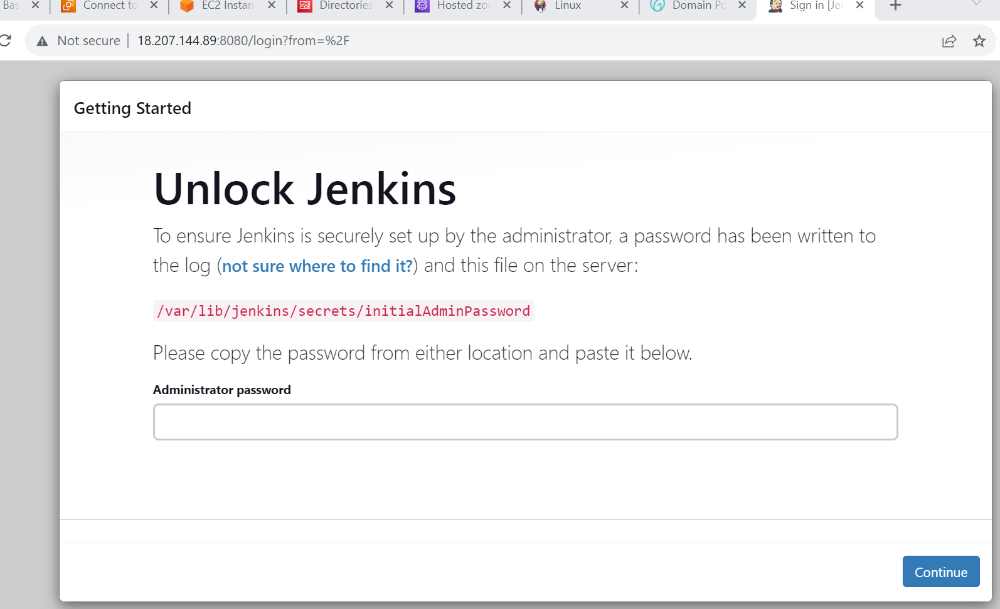 Bas
Connect to
EC2 Instan
Directories
Hosted zon
Linux
Domain Po
Sign in [Jen
Not secure
18.207.144.89:8080/login?from=%2F
Getting Started
Unlock Jenkins
To ensure Jenkins is securely set up by the administrator, a password has been written to
the log (not sure where to find it?) and this file on the server:
/var/lib/jenkins/secrets/initialAdminPassword
Please copy the password from either location and paste it below.
Administrator password
Continue